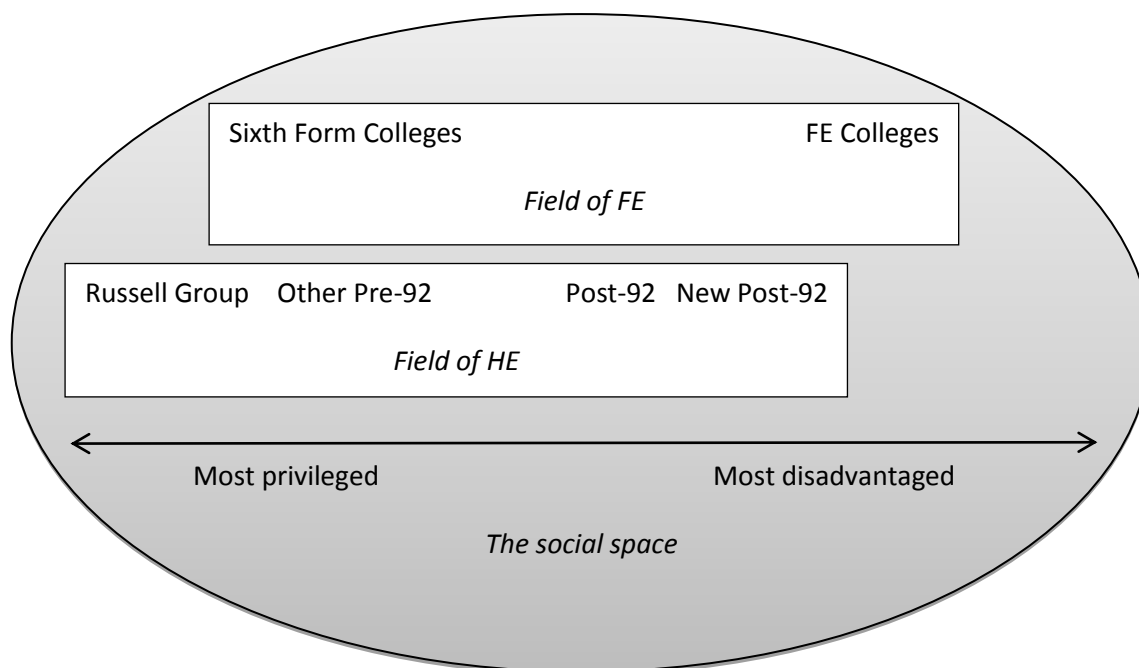 Sixth Form Colleges FE Colleges
Field of FE
Russell Group Other Pre-92 Post-92 New Post-92
Field of HE
Most privileged Most disadvantaged
The social space